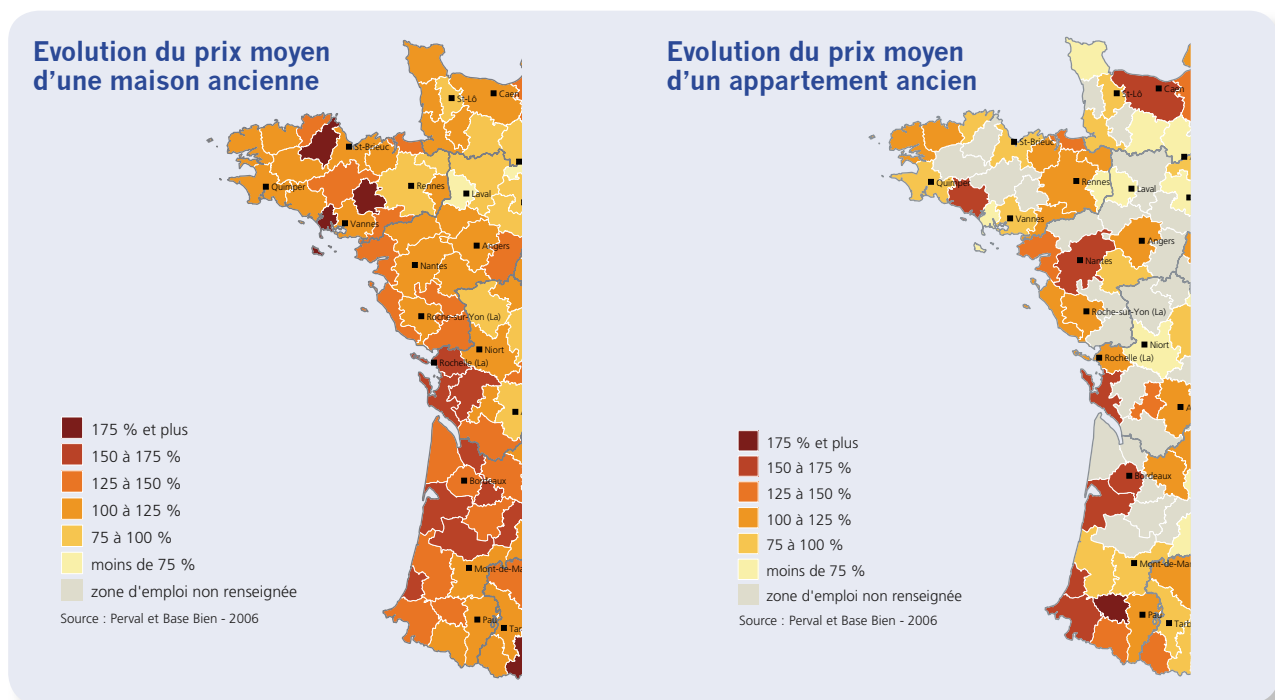 Evolution du prix moyen
d'une maison ancienne
St-Lô
Caen
St-Brieuc
Quimper
Rennes
Laval
Vannes
Angers
Nantes
Roche-sur-Yon (La)
Niort
Rochelle (La)
Bordeaux
Mont-de-Ma
Pau
Tar
175 % et plus
150 à 175 %
125 à 150 %
100 à 125 %
75 à 100 %
moins de 75 %
zone d'emploi non renseignée
Source : Perval et Base Bien - 2006
Evolution du prix moyen
d'un appartement ancien
St-Lô
Caen
St-Brieuc
Quimper
Rennes
Laval
Vannes
Angers
Nantes
Roche-sur-Yon (La)
Niort
Rochelle (La)
A
Bordeaux
Mont-de-Mar
Pau
Tarb
175 % et plus
150 à 175 %
125 à 150 %
100 à 125 %
75 à 100 %
moins de 75 %
zone d'emploi non renseignée
Source : Perval et Base Bien - 2006